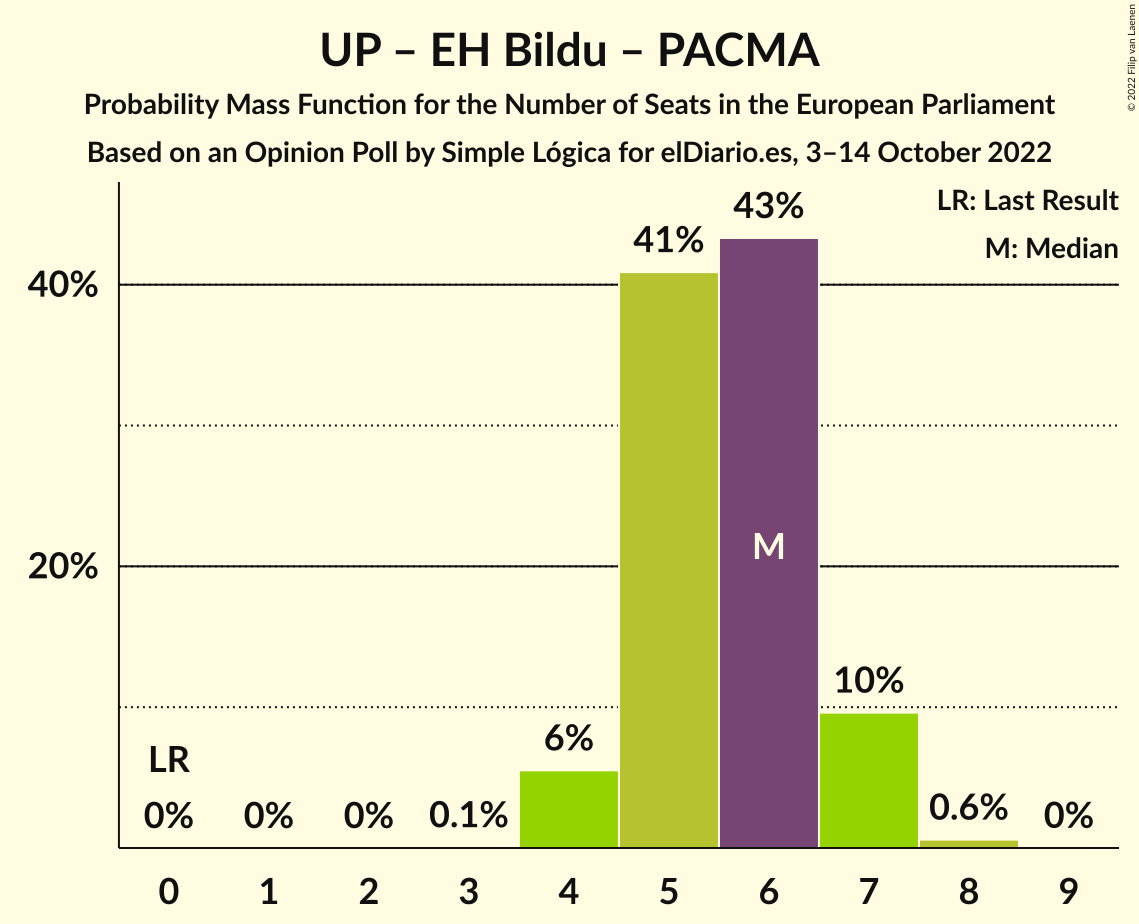 UP – EH Bildu – PACMA
Probability Mass Function for the Number of Seats in the European Parliament
Based on an Opinion Poll by Simple Lógica for elDiario.es, 3–14 October 2022
© 2022 Filip van Laenen
LR: Last Result
M: Median
43%
41%
40%
M
20%
10%
6%
LR
0% 0% 0% 0.1% 0.6% 0%
0 1 2 3 4 5 6 7 8 9